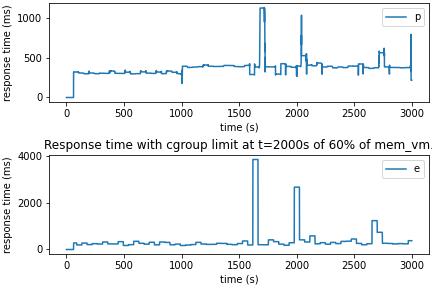 response time (ms)
1000
500
0
p
0 500 1000 1500 2000 2500 3000
time (s)
Response time with cgroup limit at t=2000s of 60% of mem_vm.
response time (ms)
4000
2000
0
e
0 500 1000 1500 2000 2500 3000
time (s)